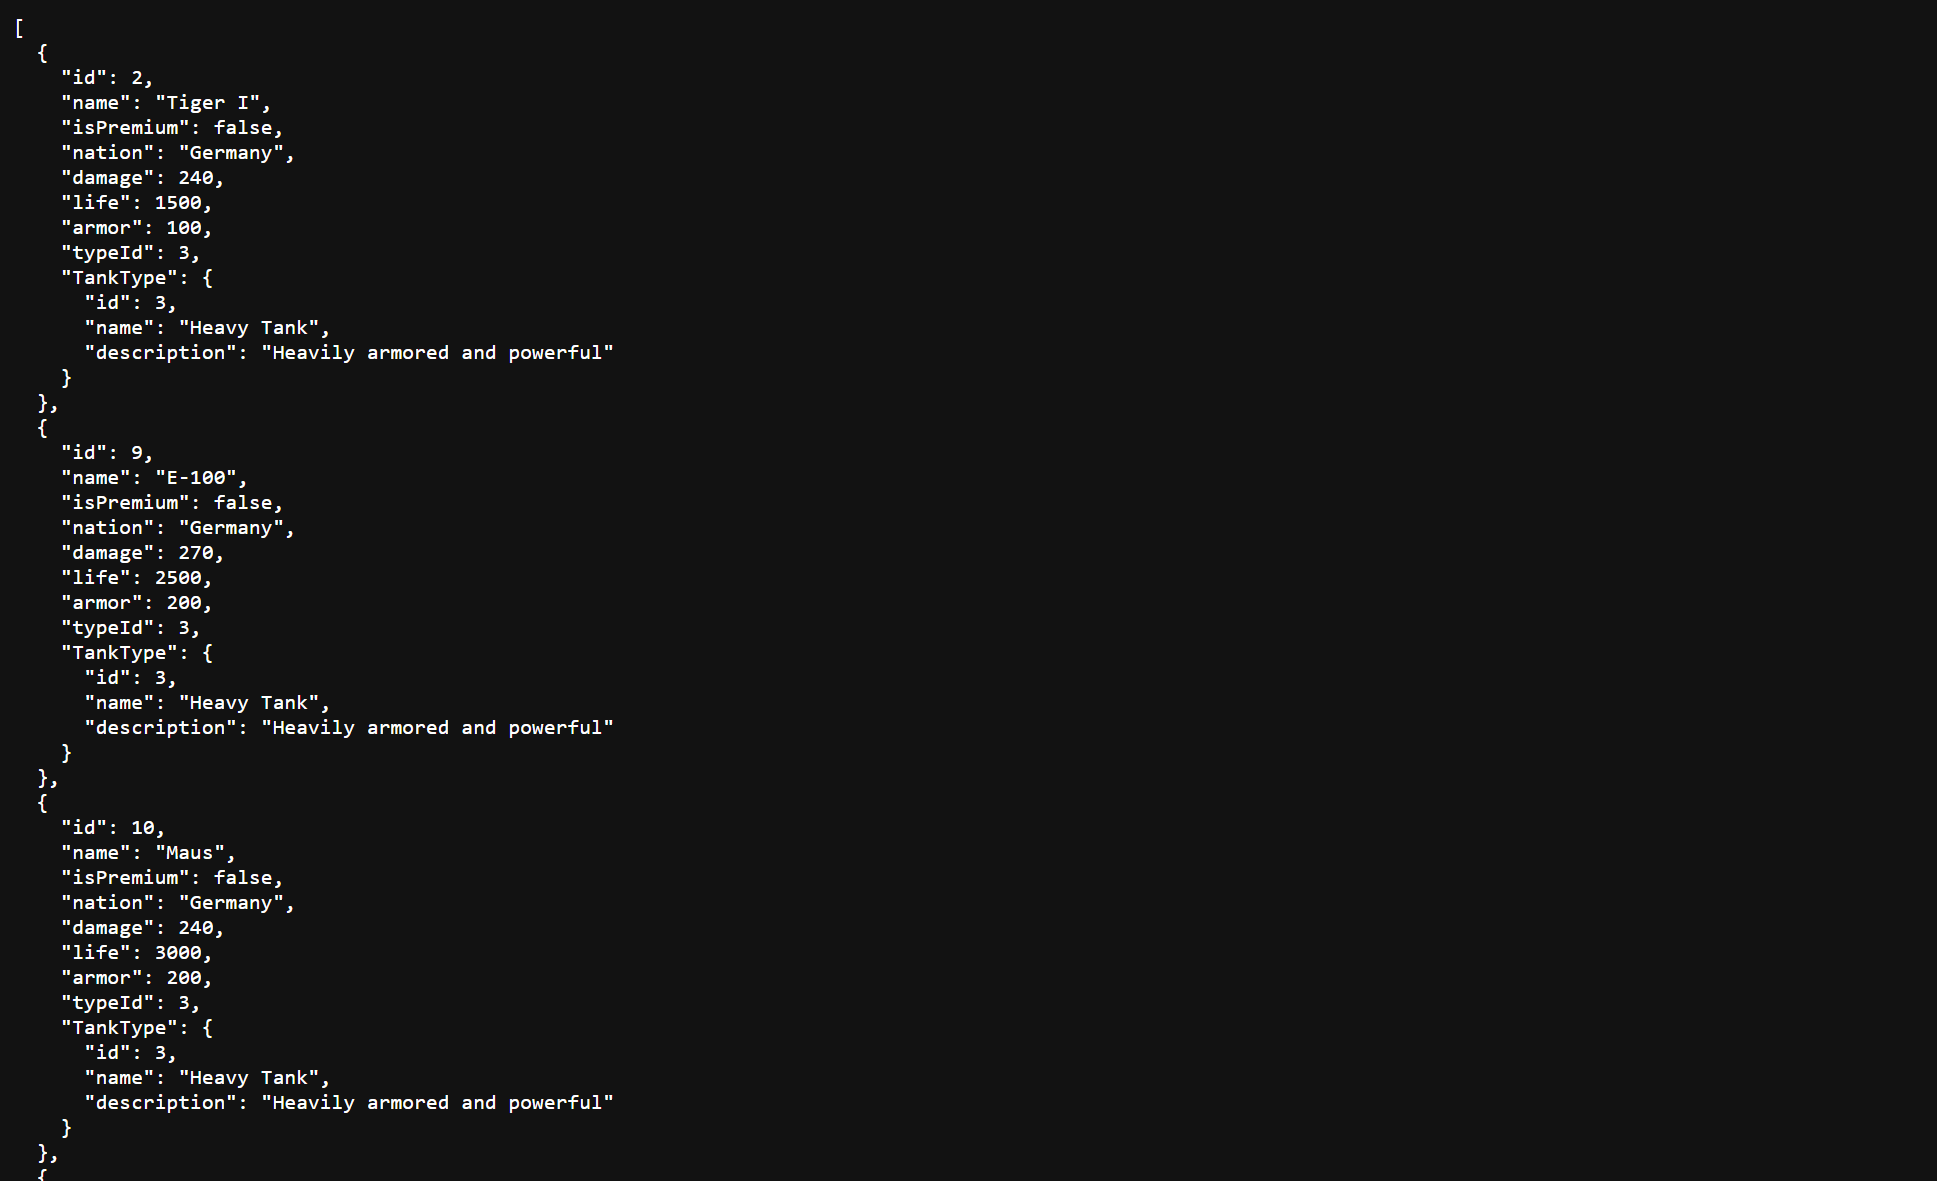 [
  {
    "id": 2,
    "name": "Tiger I",
    "isPremium": false,
    "nation": "Germany",
    "damage": 240,
    "life": 1500,
    "armor": 100,
    "typeId": 3,
    "TankType": {
      "id": 3,
      "name": "Heavy Tank",
      "description": "Heavily armored and powerful"
    }
  },
  {
    "id": 9,
    "name": "E-100",
    "isPremium": false,
    "nation": "Germany",
    "damage": 270,
    "life": 2500,
    "armor": 200,
    "typeId": 3,
    "TankType": {
      "id": 3,
      "name": "Heavy Tank",
      "description": "Heavily armored and powerful"
    }
  },
  {
    "id": 10,
    "name": "Maus",
    "isPremium": false,
    "nation": "Germany",
    "damage": 240,
    "life": 3000,
    "armor": 200,
    "typeId": 3,
    "TankType": {
      "id": 3,
      "name": "Heavy Tank",
      "description": "Heavily armored and powerful"
    }
  },
  {